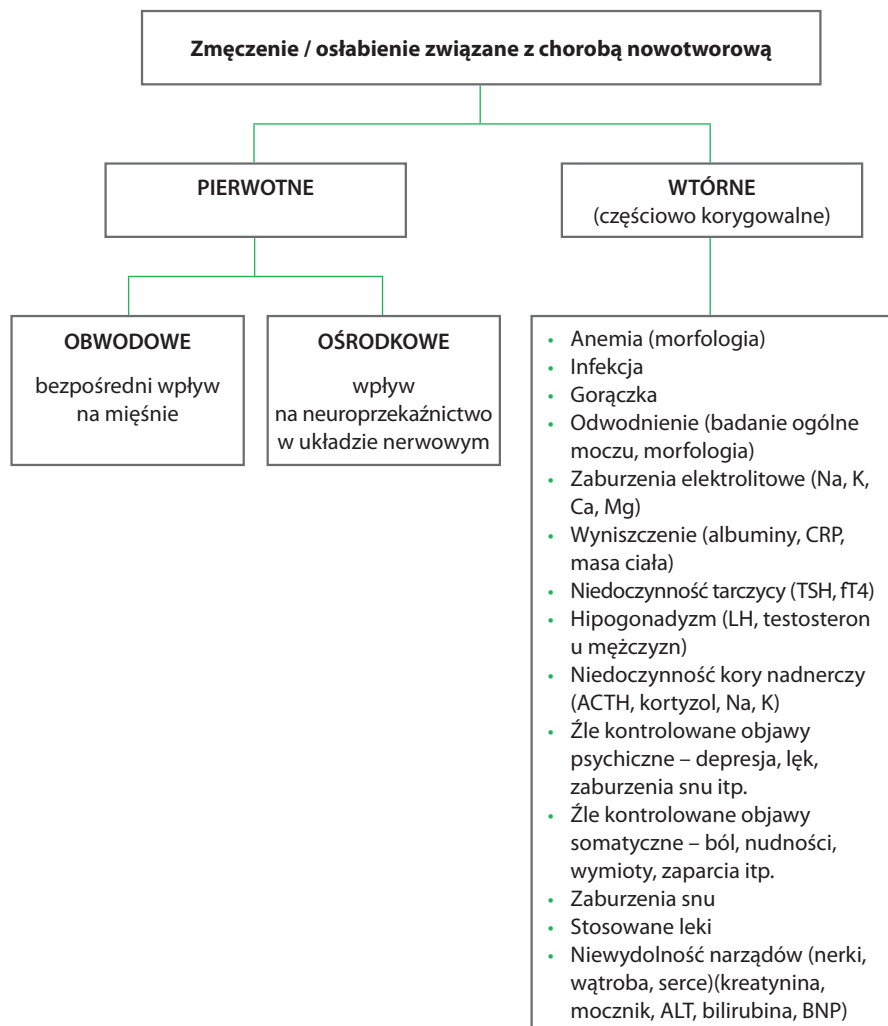 Zmęczenie / osłabienie związane z chorobą nowotworową
PIERWOTNE
WTÓRNE
(częściowo korygowalne)
OBWODOWE
bezpośredni wpływ
na mięśnie
OŚRODKOWE
wpływ
na neuroprzekaźnictwo
w układzie nerwowym
• Anemia (morfologia)
• Infekcja
• Gorączka
• Odwodnienie (badanie ogólne
moczu, morfologia)
• Zaburzenia elektrolitowe (Na, K,
Ca, Mg)
• Wyniszczenie (albuminy, CRP,
masa ciała)
• Niedoczynność tarczycy (TSH, fT4)
• Hipogonadyzm (LH, testosteron
u mężczyzn)
• Niedoczynność kory nadnerczy
(ACTH, kortyzol, Na, K)
• Źle kontrolowane objawy
psychiczne – depresja, lęk,
zaburzenia snu itp.
• Źle kontrolowane objawy
somatyczne – ból, nudności,
wymioty, zaparcia itp.
• Zaburzenia snu
• Stosowane leki
• Niewydolność narządów (nerki,
wątroba, serce)(kreatynina,
mocznik, ALT, bilirubina, BNP)